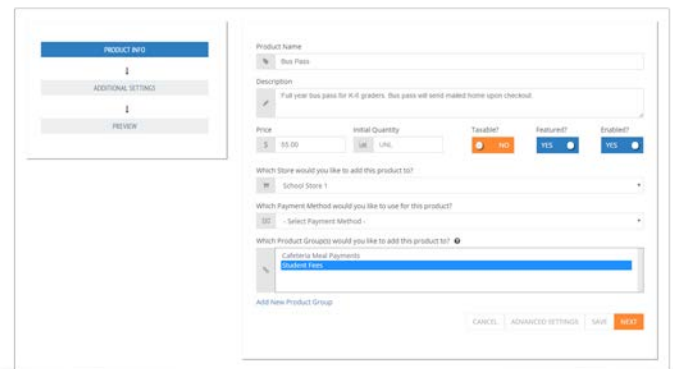 PRODUCT INFO
ADDITIONAL SETTINGS
PREVIEW
Product Name
Bus Pass
Description
Full year bus pass for K-8 graders. Bus pass will send mailed home upon checkout.
Price
Initial Quantity
Taxable?
Featured?
Enabled?
$ 55.00
UNL
NO
YES
YES
Which Store would you like to add this product to?
School Store 1
Which Payment Method would you like to use for this product?
- Select Payment Method -
Which Product Group(s) would you like to add this product to?
Cafeteria Meal Payments
Student Fees
Add New Product Group
CANCEL
ADVANCED SETTINGS
SAVE
NEXT